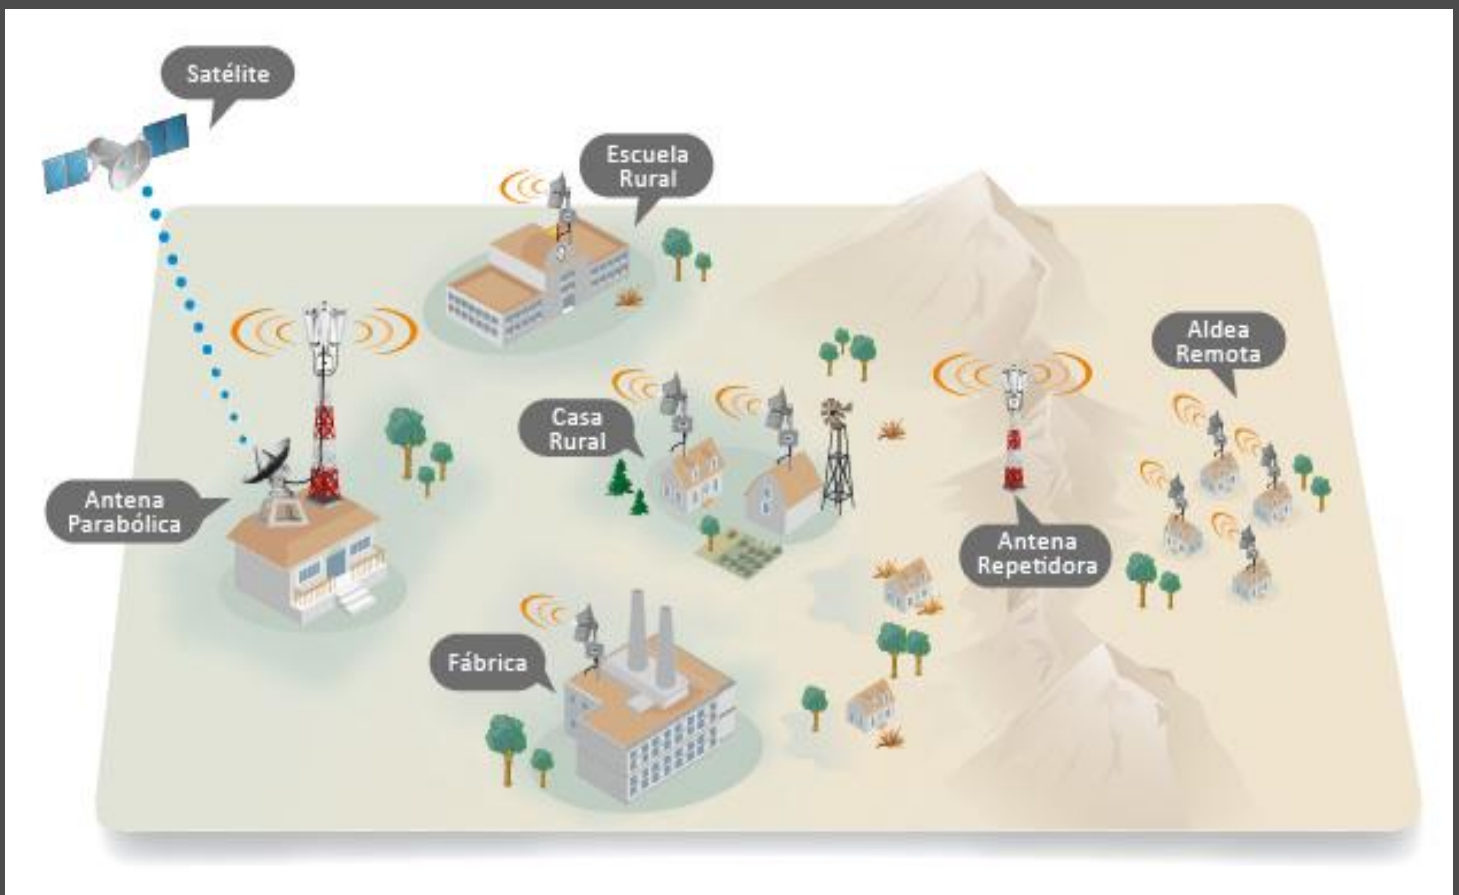 Satélite
Escuela
Rural
Aldea
Remota
Casa
Rural
Antena
Parabólica
Antena
Repetidora
Fábrica